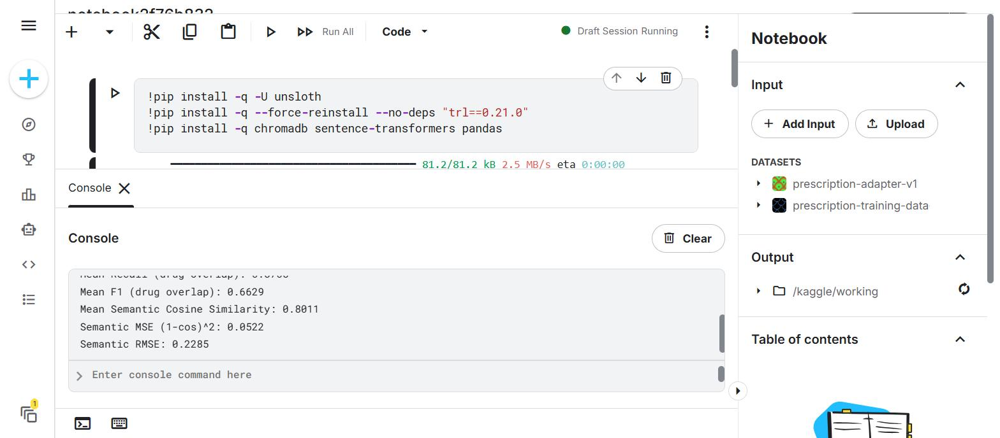 + Run All Code Draft Session Running
!pip install -q -U unsloth
!pip install -q --force-reinstall --no-deps "trl==0.21.0"
!pip install -q chromadb sentence-transformers pandas
81.2/81.2 kB 2.5 MB/s eta 0:00:00
Console
Console
Clear
Mean Recall (drug overlap):
Mean F1 (drug overlap): 0.6629
Mean Semantic Cosine Similarity: 0.8011
Semantic MSE (1-cos)^2: 0.0522
Semantic RMSE: 0.2285
> Enter console command here
1
Notebook
Input
+ Add Input
Upload
DATASETS
prescription-adapter-v1
prescription-training-data
Output
/kaggle/working
Table of contents